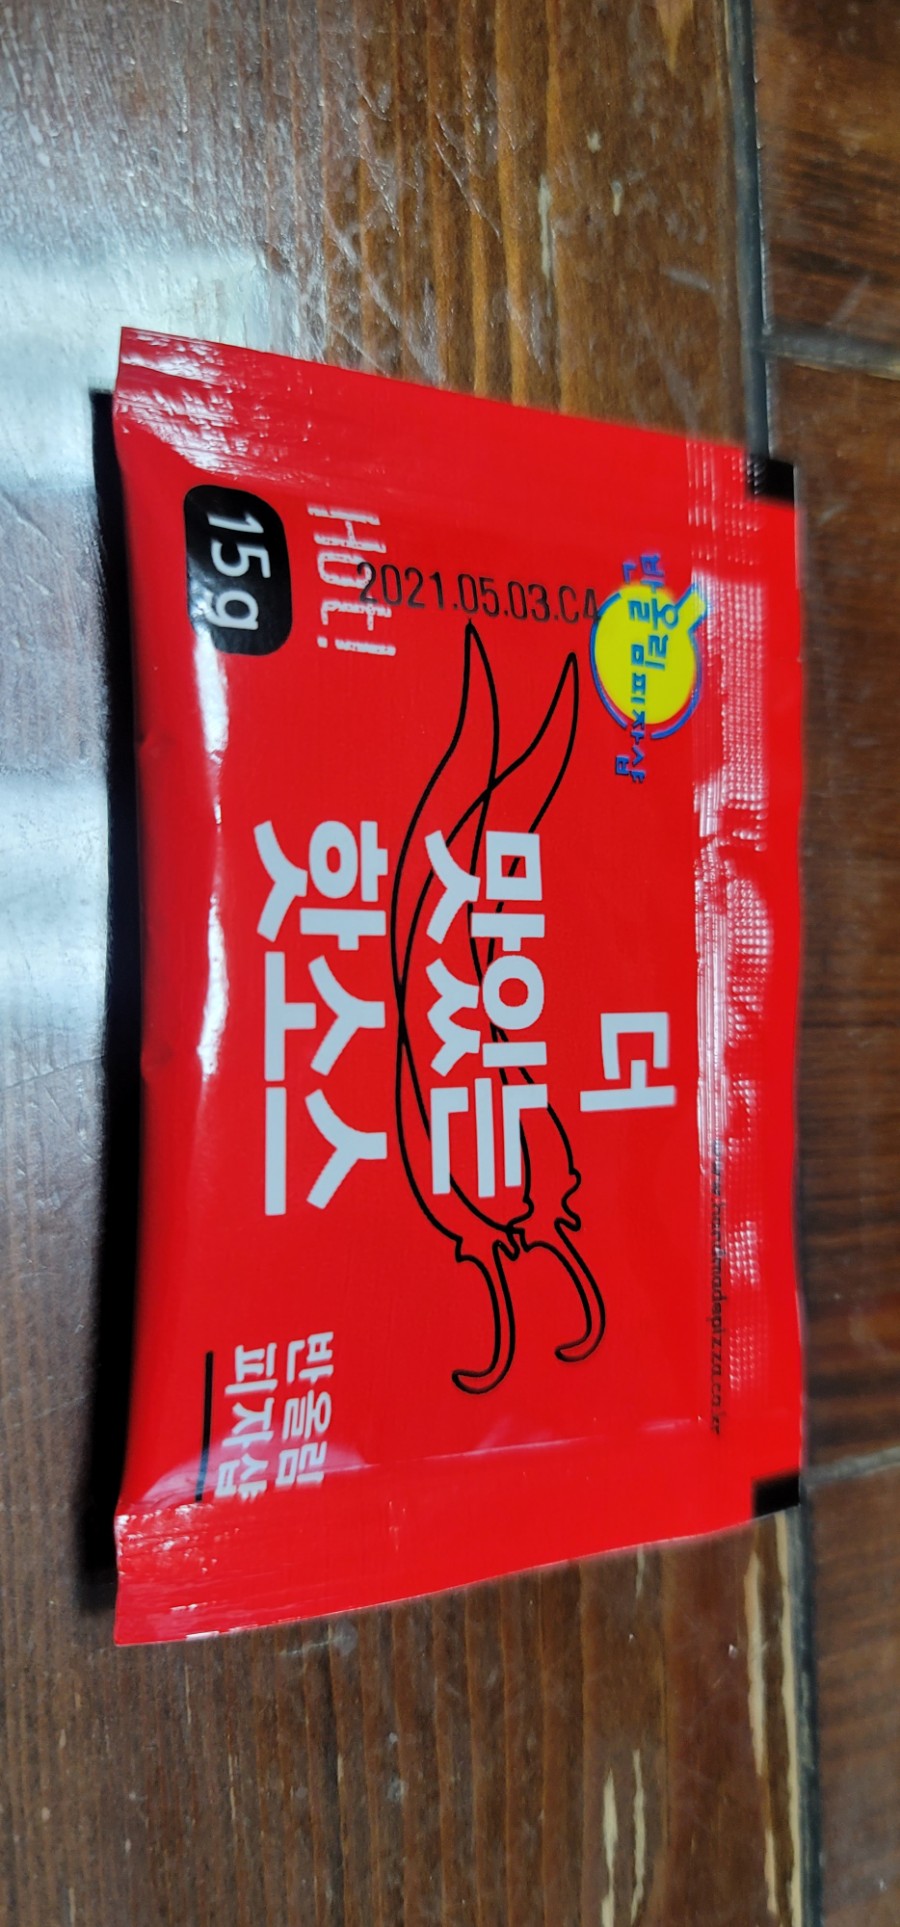 반올림피자샵
더
맛있는
핫소스
Hot!
2021.05.03.C4
15g
반올림
피자샵